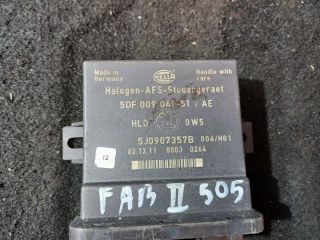 Made in Germany
HELLA
Handle with care
Halogen-AFS-Steuergeraet
5DF 009 041-51 / AE
HL0 0W5
5J0907357B 004/H01
02.12.11 0003 0264
12
FAB II 505